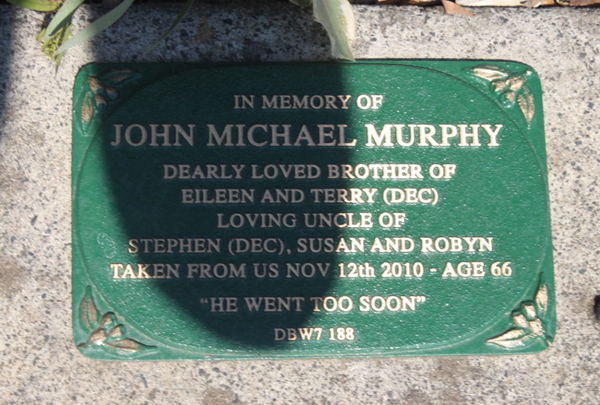 IN MEMORY OF
JOHN MICHAEL MURPHY
DEARLY LOVED BROTHER OF
EILEEN AND TERRY (DEC)
LOVING UNCLE OF
STEPHEN (DEC), SUSAN AND ROBYN
TAKEN FROM US NOV 12th 2010 - AGE 66
“HE WENT TOO SOON”
DBW7 188